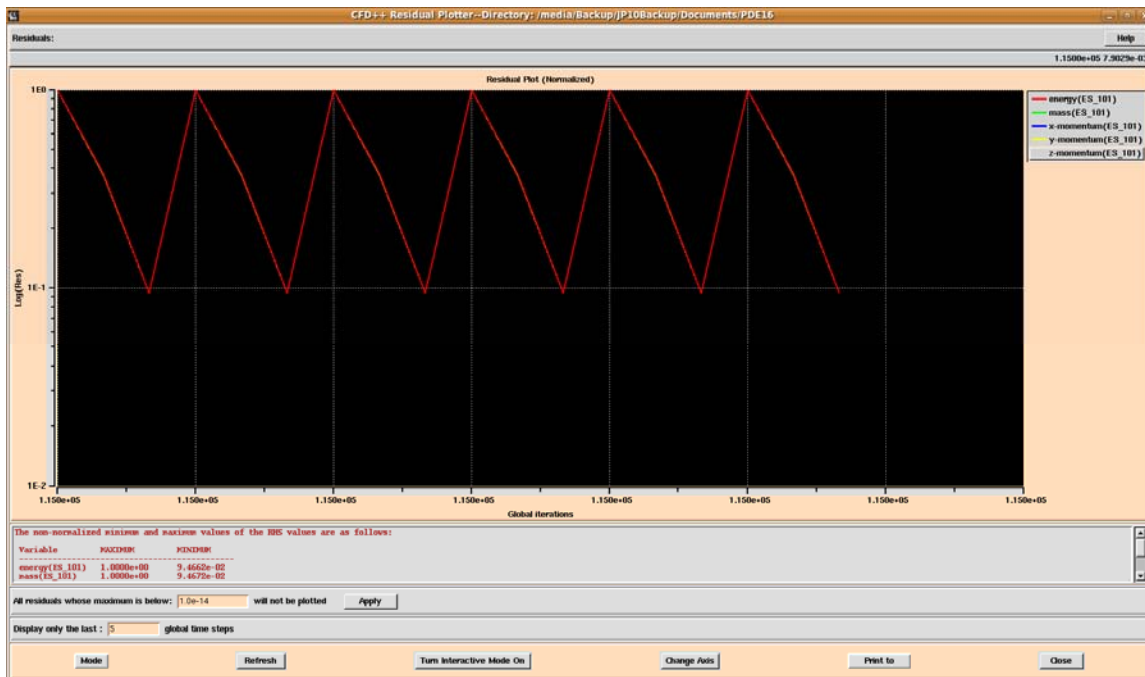 CFD++ Residual Plotter--Directory: /media/Backup/JP10Backup/Documents/PDE16
Residuals:
Help
1.1500e+05 7.9029e-01
Residual Plot (Normalized)
1E0
energy(ES_101)
mass(ES_101)
x-momentum(ES_101)
y-momentum(ES_101)
z-momentum(ES_101)
Log(Res)
1E-1
1E-2
1.150e+05 1.150e+05 1.150e+05 1.150e+05 1.150e+05 1.150e+05 1.150e+05 1.150e+05
Global iterations
The non-normalized minimum and maximum values of the RHS values are as follows:
Variable MAXIMUM MINIMUM
energy(ES_101) 1.0000e+00 9.4662e-02
mass(ES_101) 1.0000e+00 9.4672e-02
All residuals whose maximum is below: 1.0e-14 will not be plotted Apply
Display only the last : 5 global time steps
Mode Refresh Turn Interactive Mode On Change Axis Print to Close